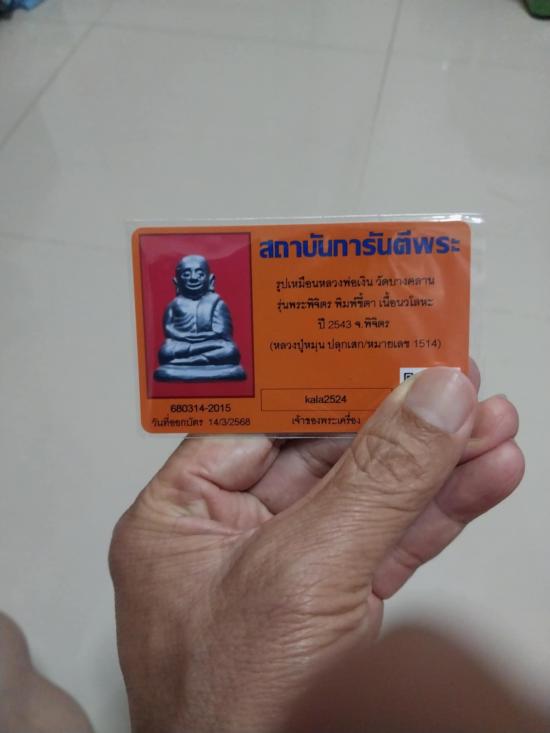 สถาบันการันตีพระ
รูปเหมือนหลวงพ่อเงิน วัดบางคลาน
รุ่นพระพิจิตร พิมพ์ขี้ตา เนื้อนวโลหะ
ปี 2543 จ.พิจิตร
(หลวงปู่หมุน ปลุกเสก/หมายเลข 1514)
kala2524
เจ้าของพระเครื่อง
680314-2015
วันที่ออกบัตร 14/3/2568